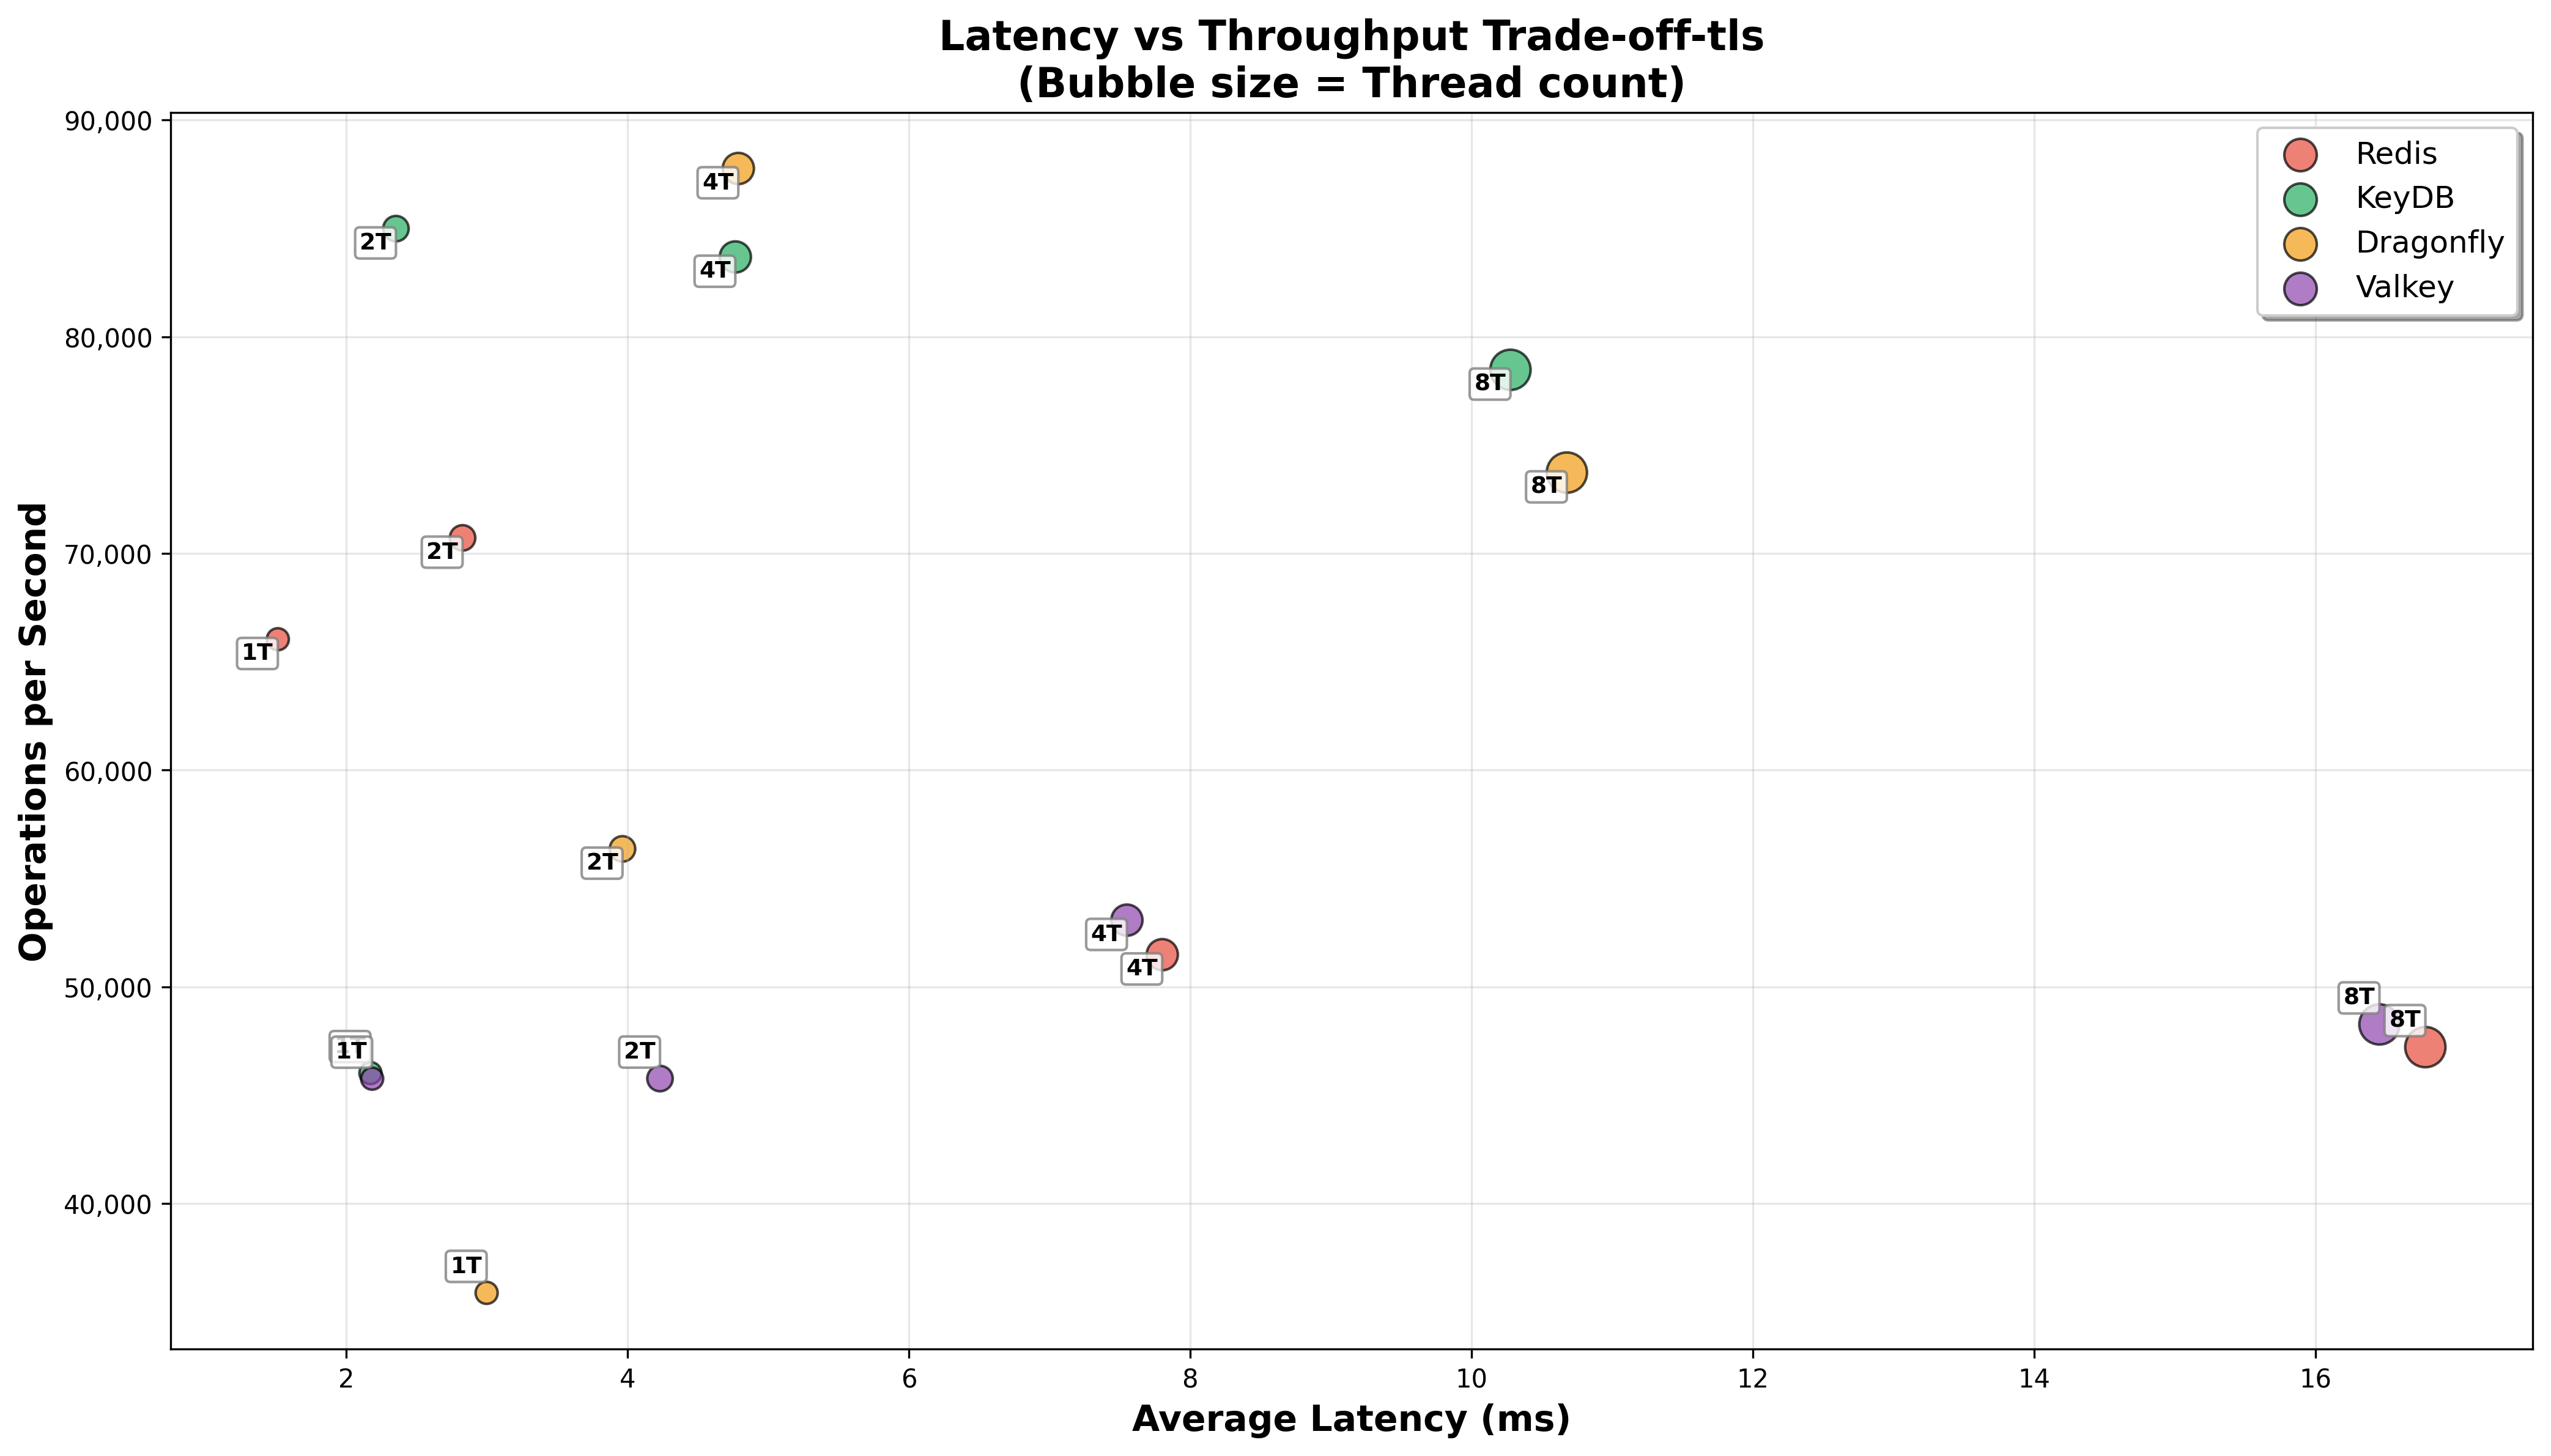 Latency vs Throughput Trade-off-tls
(Bubble size = Thread count)
Operations per Second
90,000
80,000
70,000
60,000
50,000
40,000
4T
2T
4T
8T
8T
2T
1T
2T
4T
4T
8T
8T
1T
2T
1T
Redis
KeyDB
Dragonfly
Valkey
2
4
6
8
10
12
14
16
Average Latency (ms)